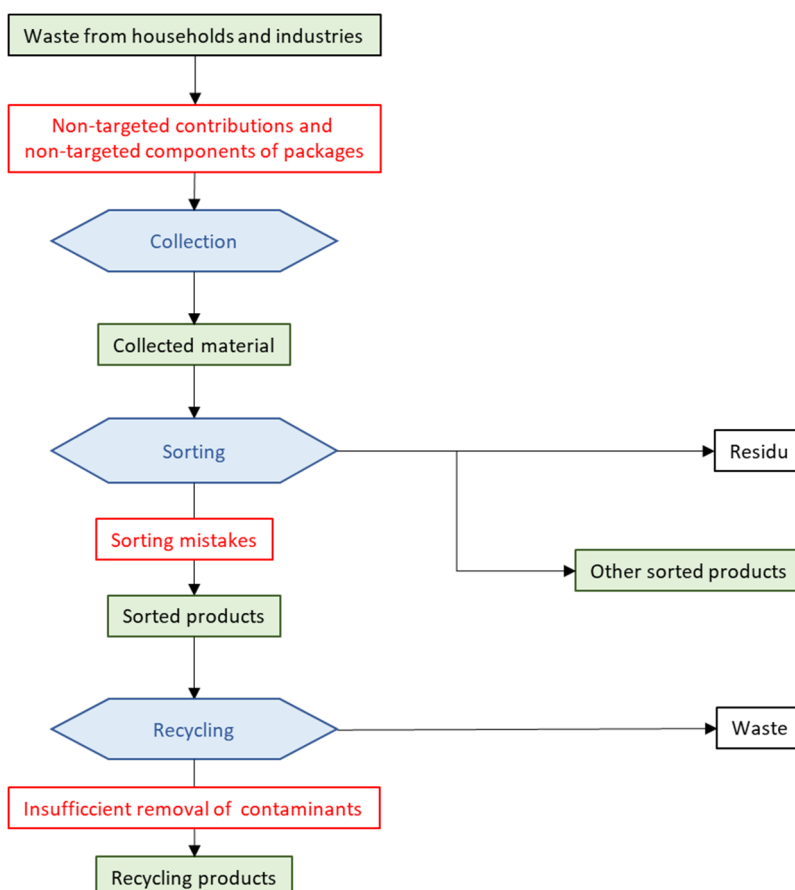 Waste from households and industries
Non-targeted contributions and
non-targeted components of packages
Collection
Collected material
Sorting
Residu
Sorting mistakes
Other sorted products
Sorted products
Recycling
Waste
Insufficcient removal of contaminants
Recycling products